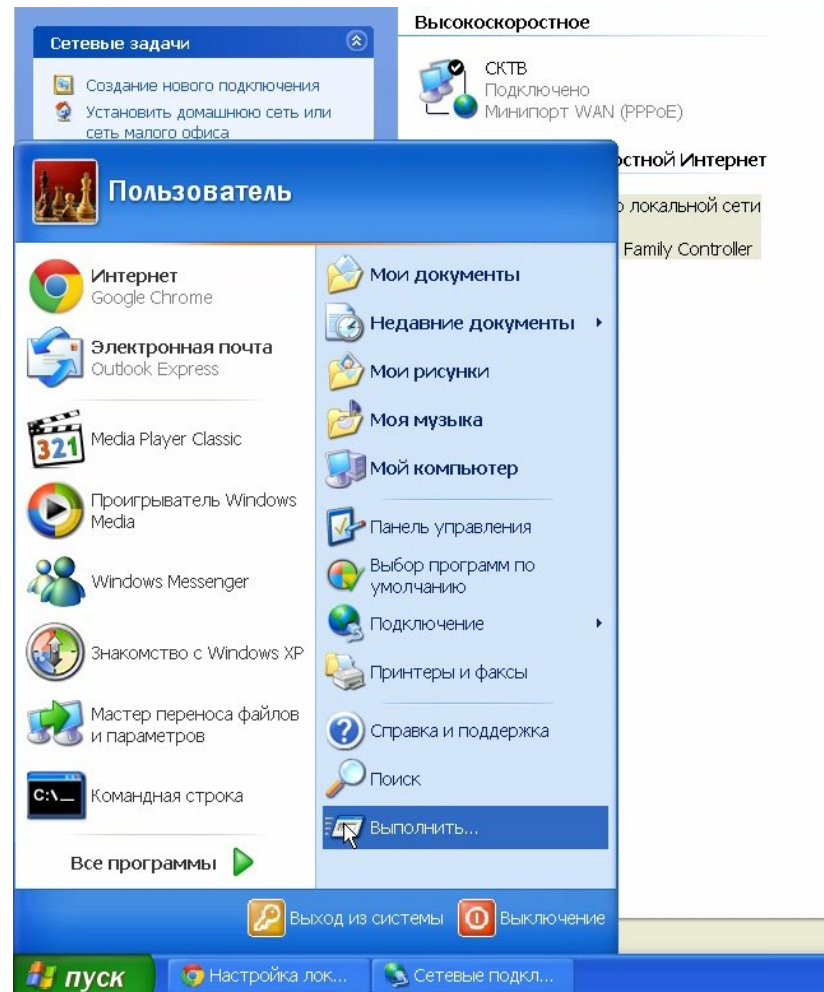 Высокоскоростное
Сетевые задачи
СКТВ
Подключено
Минипорт WAN (PPPoE)
Создание нового подключения
Установить домашнюю сеть или
сеть малого офиса
Пользователь
остной Интернет
о локальной сети
Family Controller
Интернет
Google Chrome
Электронная почта
Outlook Express
321
Media Player Classic
Проигрыватель Windows
Media
Windows Messenger
Знакомство с Windows XP
Мастер переноса файлов
и параметров
C:\_
Командная строка
Все программы
Мои документы
Недавние документы
Мои рисунки
Моя музыка
Мой компьютер
Панель управления
Выбор программ по
умолчанию
Подключение
Принтеры и факсы
Справка и поддержка
Поиск
Выполнить...
Выход из системы
Выключение
пуск
Настройка лок...
Сетевые подкл...